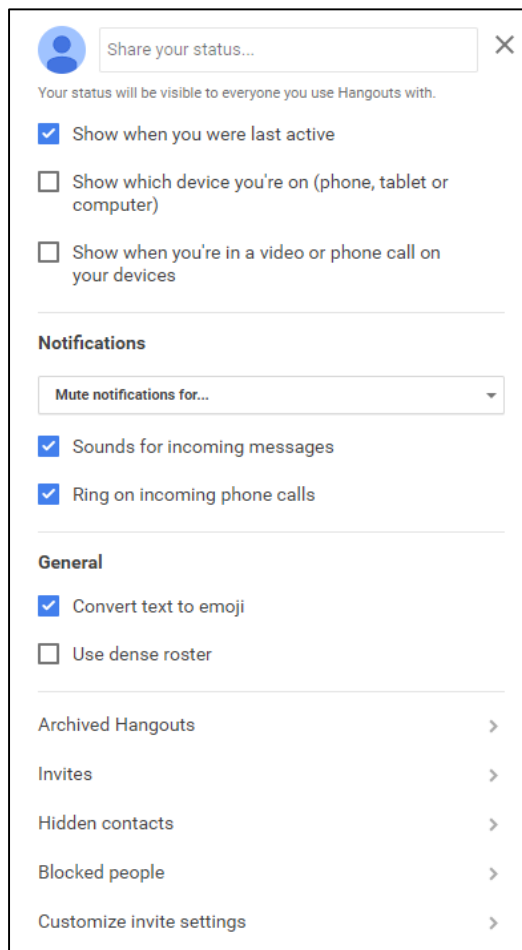 Share your status...
Your status will be visible to everyone you use Hangouts with.
Show when you were last active
Show which device you're on (phone, tablet or
computer)
Show when you're in a video or phone call on
your devices
Notifications
Mute notifications for...
Sounds for incoming messages
Ring on incoming phone calls
General
Convert text to emoji
Use dense roster
Archived Hangouts
Invites
Hidden contacts
Blocked people
Customize invite settings